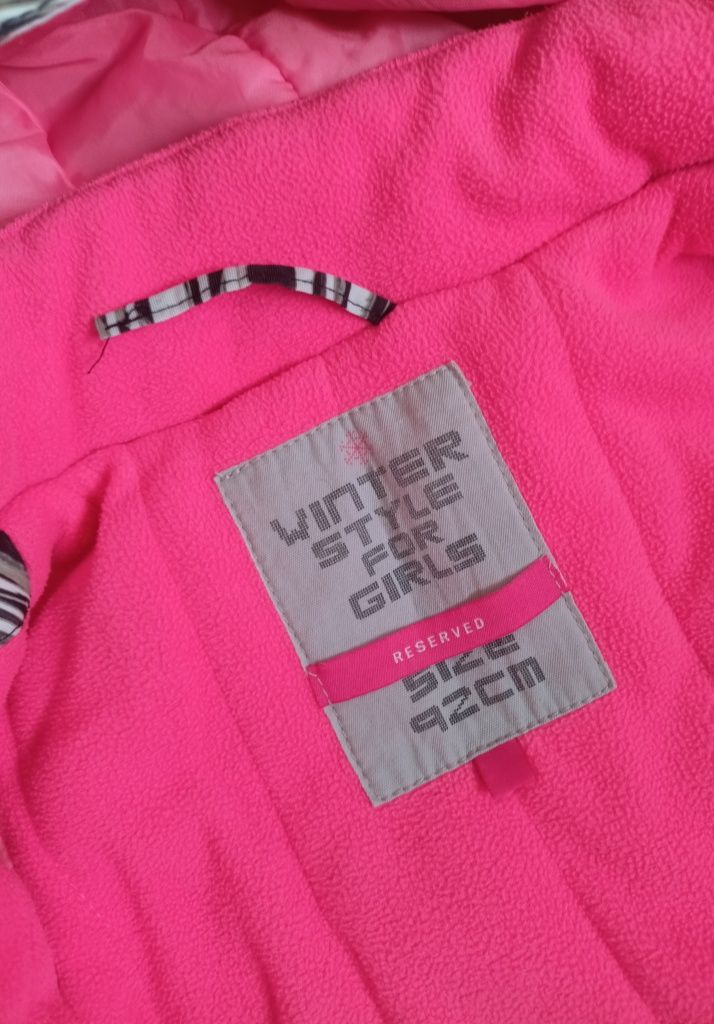 WINTER
STYLE
FOR
GIRLS
RESERVED
SIZE
92CM